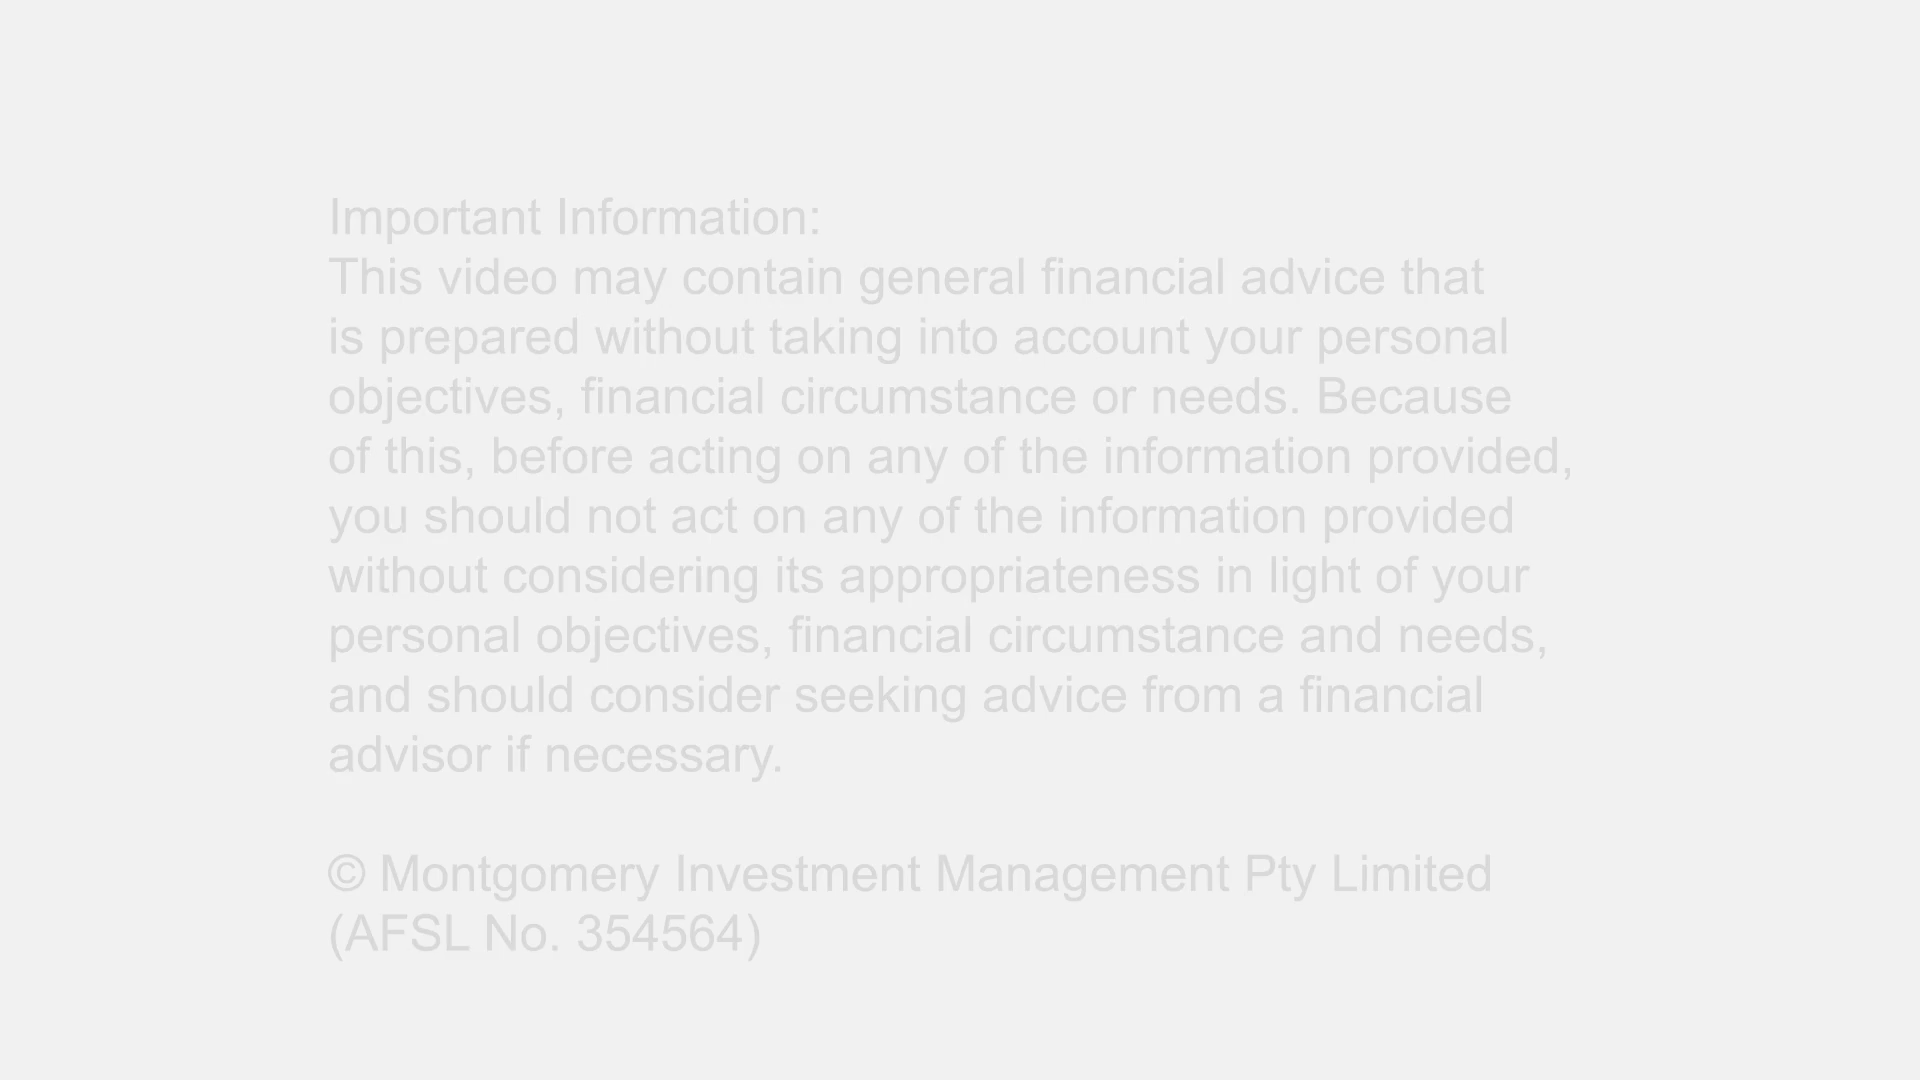 Important Information:
This video may contain general financial advice that
is prepared without taking into account your personal
objectives, financial circumstance or needs. Because
of this, before acting on any of the information provided,
you should not act on any of the information provided
without considering its appropriateness in light of your
personal objectives, financial circumstance and needs,
and should consider seeking advice from a financial
advisor if necessary.
© Montgomery Investment Management Pty Limited
(AFSL No. 354564)